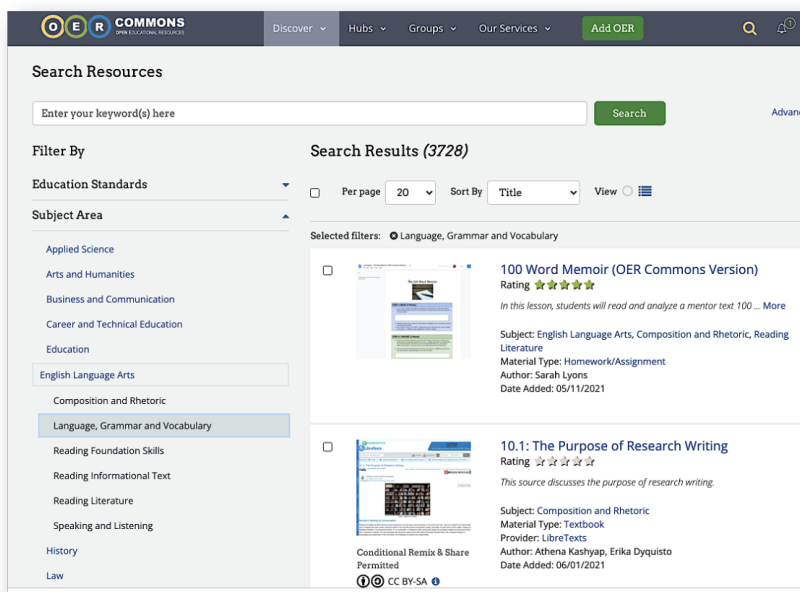 OER COMMONS
OPEN EDUCATIONAL RESOURCES
Discover Hubs Groups Our Services Add OER 1
Search Resources
Enter your keyword(s) here Search Advan
Filter By
Education Standards
Subject Area
Applied Science
Arts and Humanities
Business and Communication
Career and Technical Education
Education
English Language Arts
Composition and Rhetoric
Language, Grammar and Vocabulary
Reading Foundation Skills
Reading Informational Text
Reading Literature
Speaking and Listening
History
Law
Search Results (3728)
Per page 20 Sort By Title View
Selected filters: Language, Grammar and Vocabulary
100 Word Memoir (OER Commons Version)
Rating
In this lesson, students will read and analyze a mentor text 100 ... More
Subject: English Language Arts, Composition and Rhetoric, Reading
Literature
Material Type: Homework/Assignment
Author: Sarah Lyons
Date Added: 05/11/2021
Conditional Remix & Share
Permitted
CC BY-SA
10.1: The Purpose of Research Writing
Rating
This source discusses the purpose of research writing.
Subject: Composition and Rhetoric
Material Type: Textbook
Provider: LibreTexts
Author: Athena Kashyap, Erika Dyquisto
Date Added: 06/01/2021